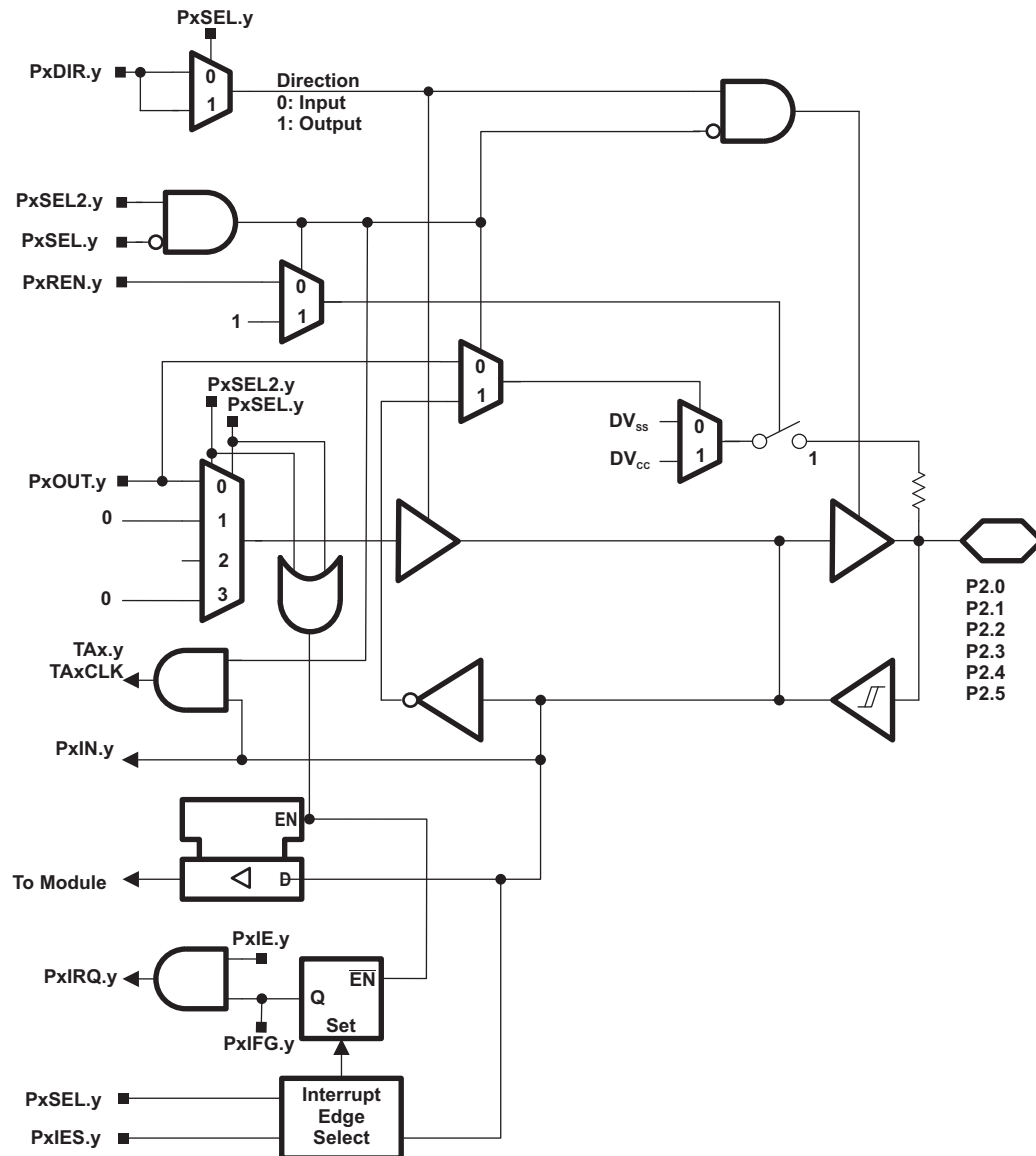 PxSEL.y
PxDIR.y
0
1
Direction
0: Input
1: Output
PxSEL2.y
PxSEL.y
PxREN.y
0
1
1
0
1
PxSEL2.y
PxSEL.y
DVSS
DVCC
0
1
1
PxOUT.y
0
0
1
2
0
3
P2.0
P2.1
P2.2
P2.3
P2.4
P2.5
TAx.y
TAxCLK
PxIN.y
EN
To Module
D
PxIE.y
PxIRQ.y
EN
Q
Set
PxIFG.y
PxSEL.y
PxIES.y
Interrupt
Edge
Select